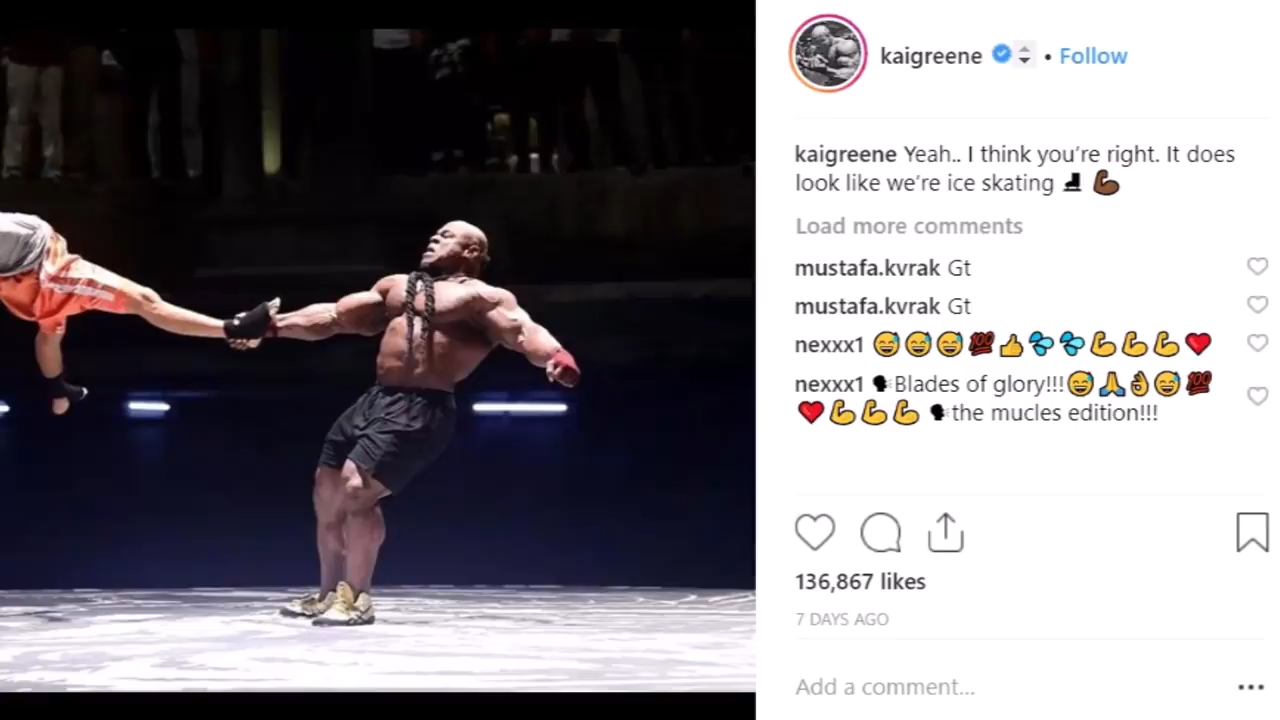 kaigreene • Follow
kaigreene Yeah.. I think you're right. It does
look like we're ice skating ⛸ 💪🏾
Load more comments
mustafa.kvrak Gt
mustafa.kvrak Gt
nexxx1 😅😅😅💯👍💦💦💪💪💪❤
nexxx1 🗣Blades of glory!!!😅🙏👌😅💯
❤💪💪💪 🗣the mucles edition!!!
136,867 likes
7 DAYS AGO
Add a comment...